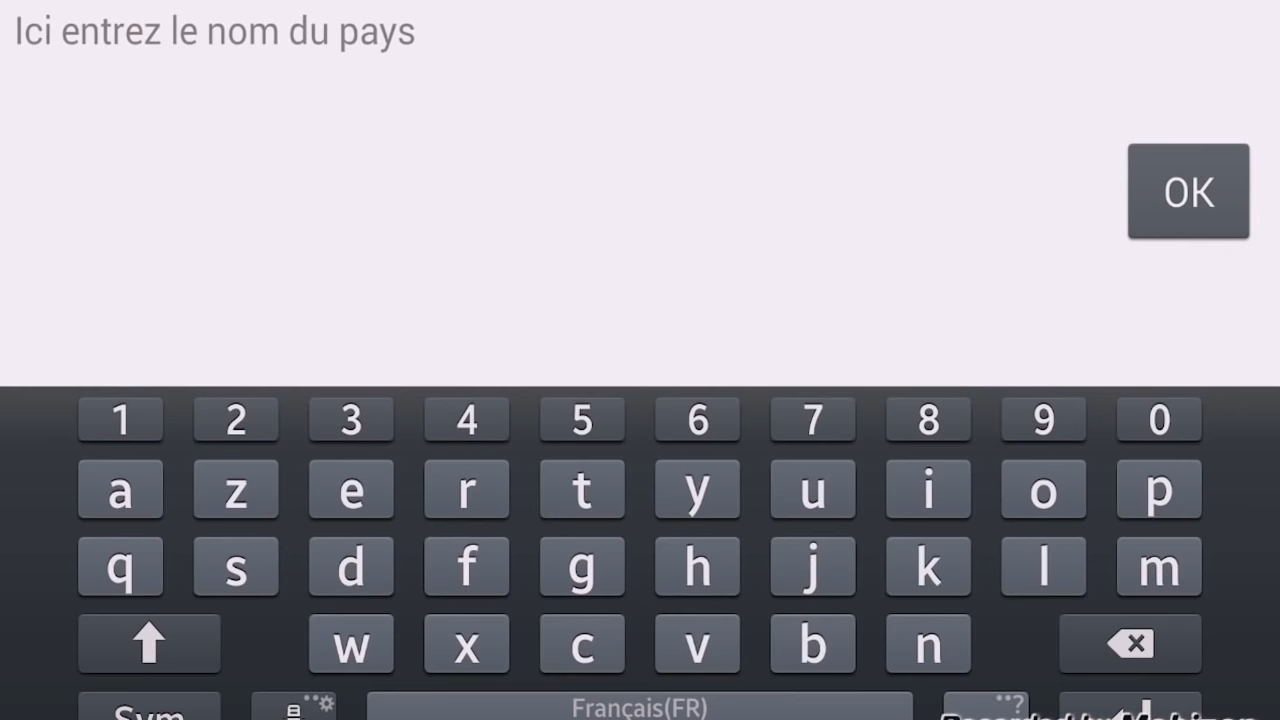 Ici entrez le nom du pays
OK
1 2 3 4 5 6 7 8 9 0
a z e r t y u i o p
q s d f g h j k l m
w x c v b n
Sym Français(FR) ..?